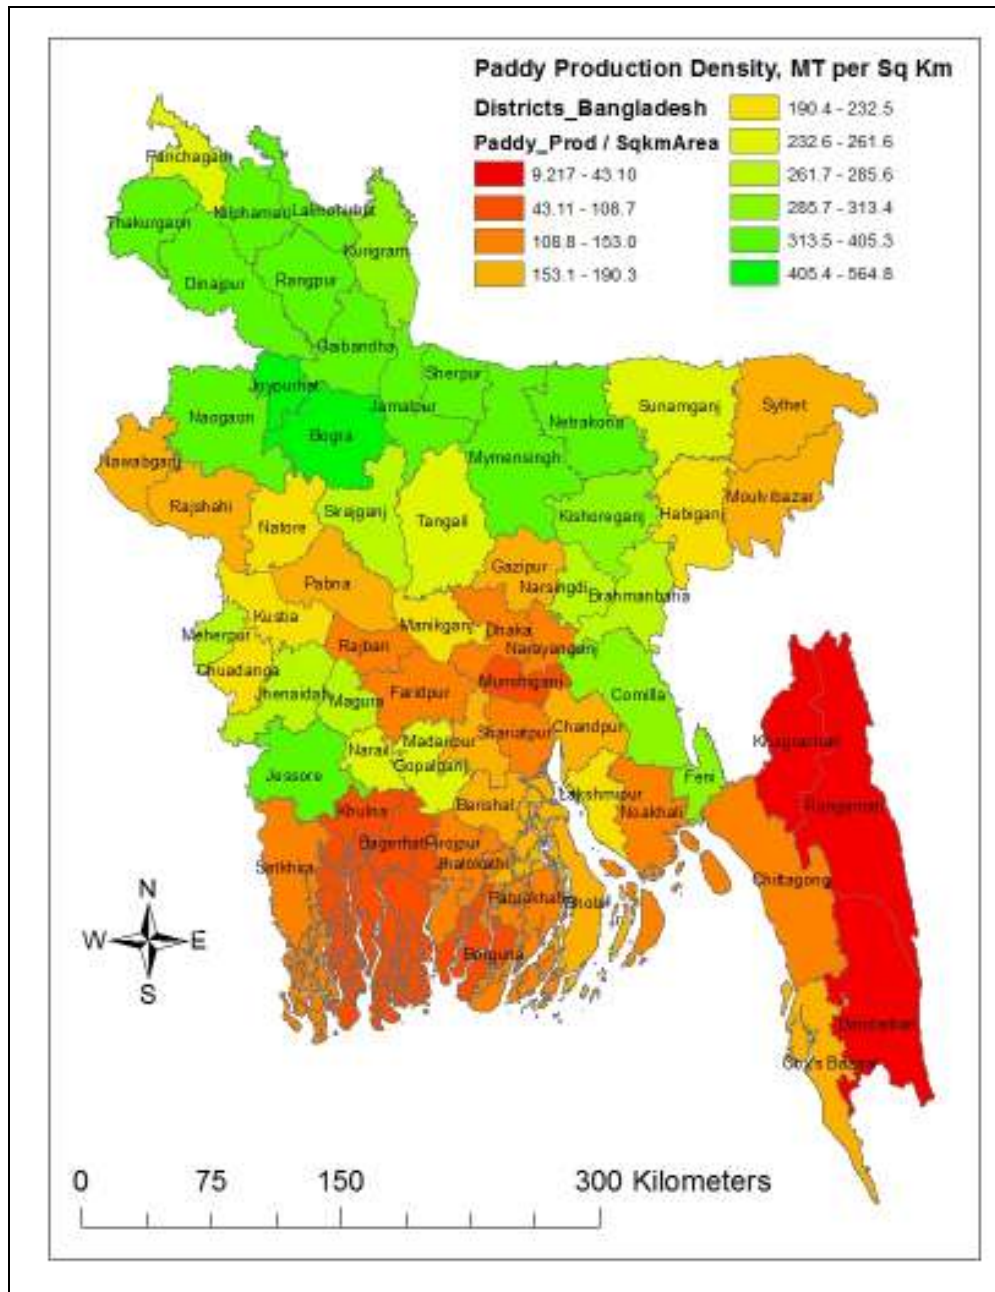 Paddy Production Density, MT per Sq Km
Districts_Bangladesh
Paddy_Prod / SqkmArea
9.217 - 43.10
43.11 - 108.7
108.8 - 153.0
153.1 - 190.3
190.4 - 232.5
232.6 - 261.6
261.7 - 285.6
285.7 - 313.4
313.5 - 405.3
405.4 - 564.8
Panchagarh
Thakurgaon
Nilphamari
Lalmonirhat
Kurigram
Dinajpur
Rangpur
Gaibandha
Sherpur
Joypurhat
Naogaon
Jamalpur
Netrakona
Sunamganj
Sylhet
Bogra
Mymensingh
Nawabganj
Rajshahi
Moulvibazar
Natore
Sirajganj
Tangail
Kishoreganj
Habiganj
Gazipur
Pabna
Narsingdi
Brahmanbaria
Kustia
Manikganj
Dhaka
Meherpur
Rajbari
Narayanganj
Chuadanga
Munshiganj
Jhenaidah
Magura
Faridpur
Comilla
Shariatpur
Chandpur
Khagrachari
Narail
Madaripur
Gopalganj
Jessore
Feni
Lakshmipur
Barishal
Noakhali
Khulna
Rangamati
Bagerhat
Pirojpur
Jhalokathi
Satkhira
Chittagong
Patuakhali
Bhola
Borguna
Bandarban
Cox's Bazar
N
W
E
S
0
75
150
300 Kilometers